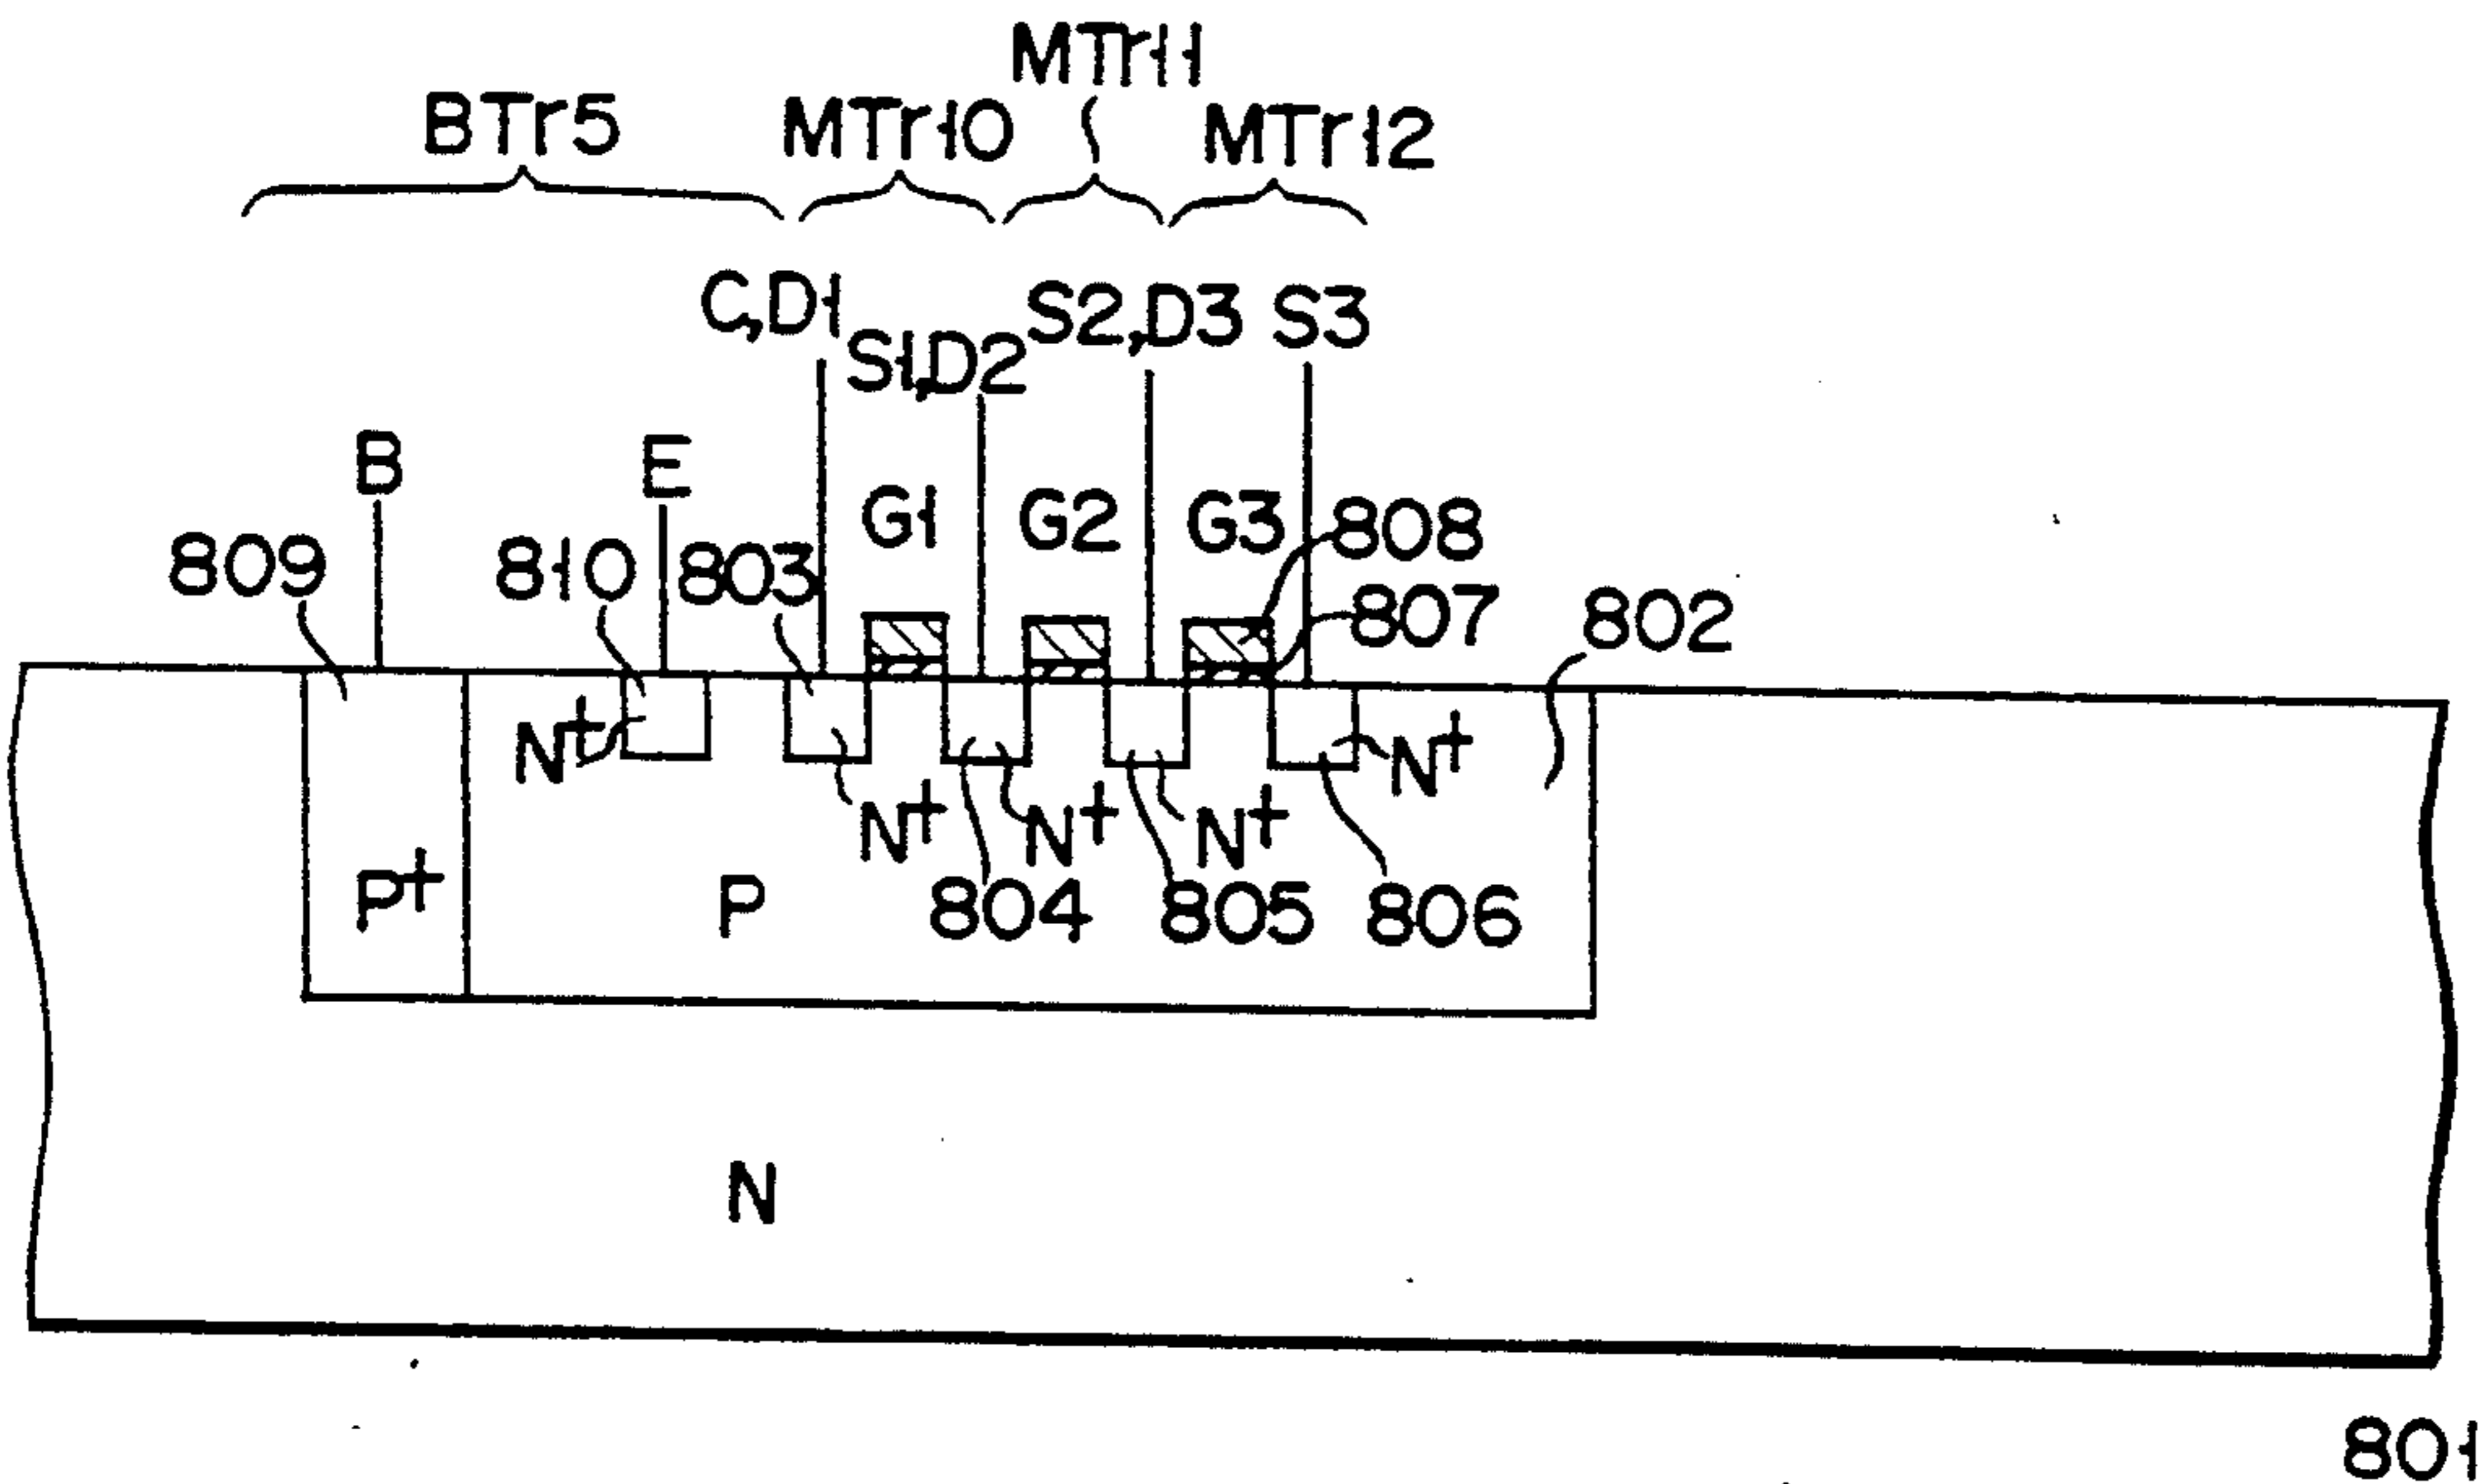 MTr11
BTr5 MTr10 MTr12
C,D1 S2,D3 S3
S1,D2
B E
G1 G2 G3 808
809 810 803
807 802
N+ N+
N+ N+ N+
P+ P 804 805 806
N
801